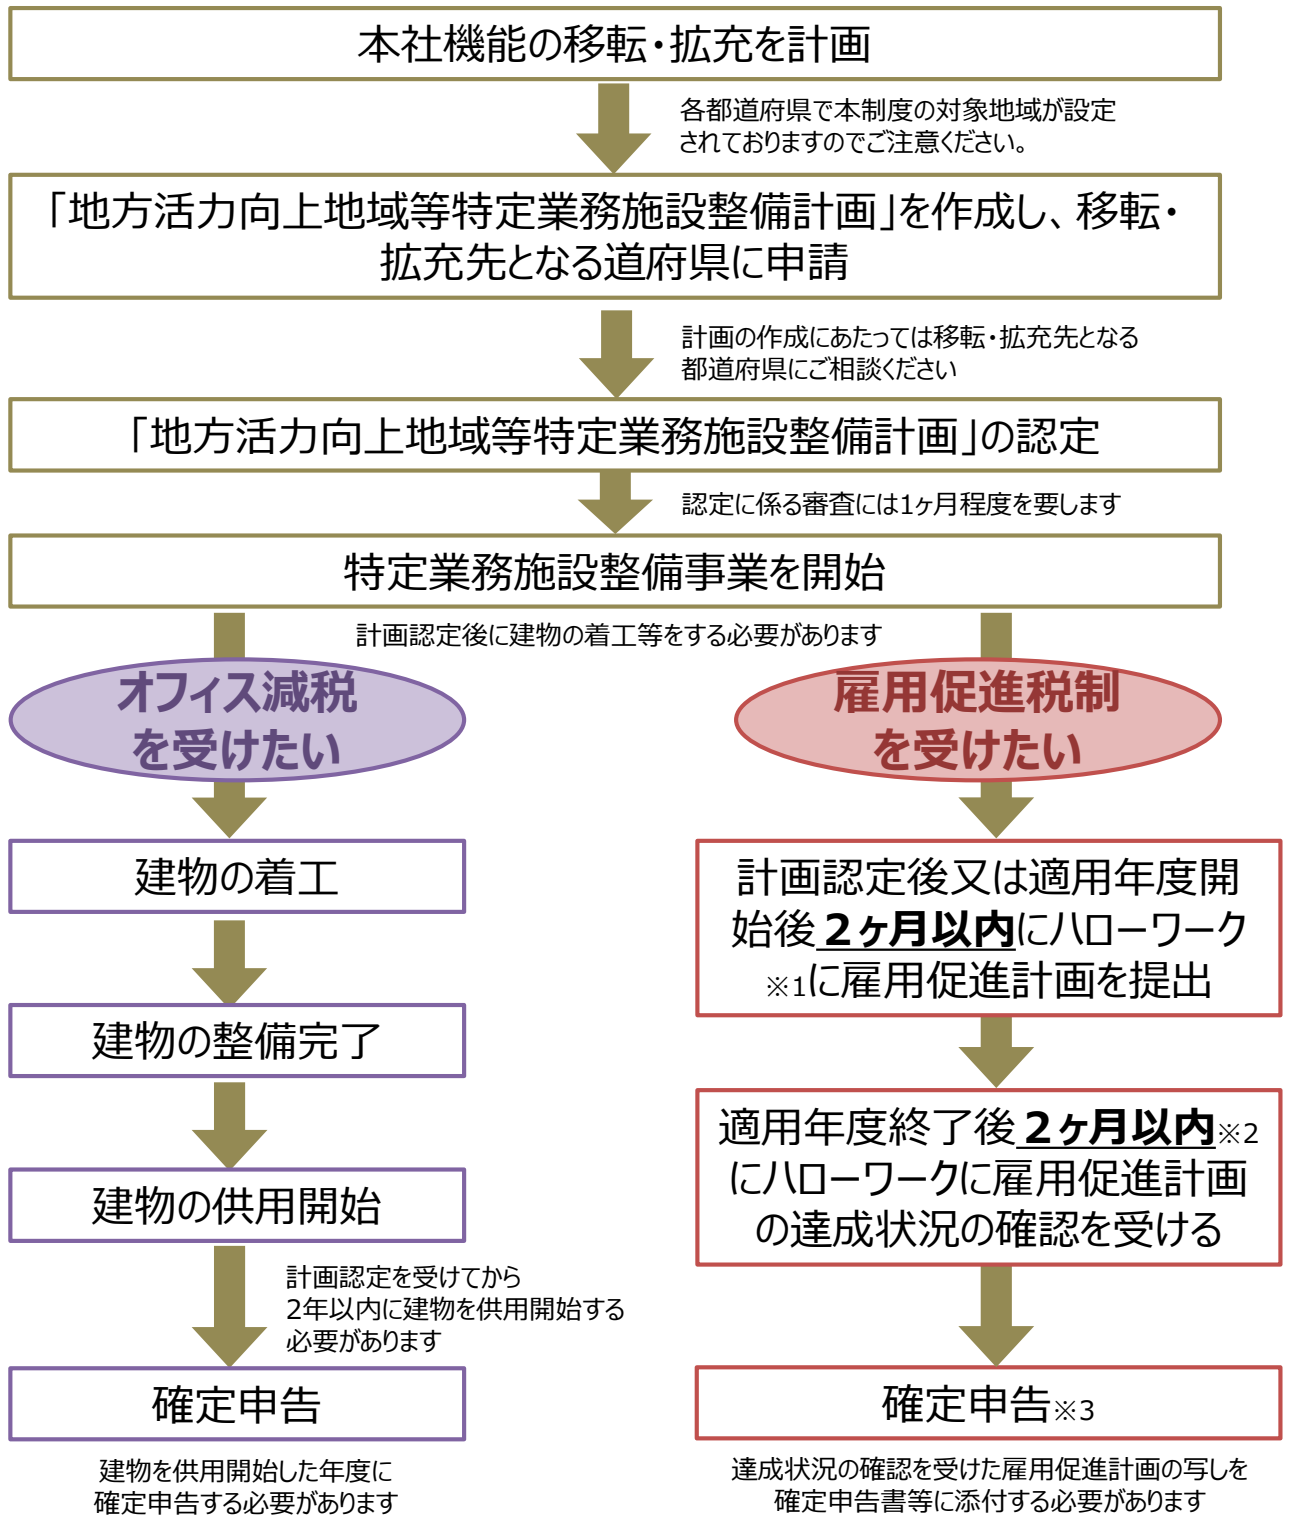 本社機能の移転・拡充を計画
各都道府県で本制度の対象地域が設定
されておりますのでご注意ください。
「地方活力向上地域等特定業務施設整備計画」を作成し、移転・
拡充先となる道府県に申請
計画の作成にあたっては移転・拡充先となる
都道府県にご相談ください
「地方活力向上地域等特定業務施設整備計画」の認定
認定に係る審査には1ヶ月程度を要します
特定業務施設整備事業を開始
計画認定後に建物の着工等をする必要があります
オフィス減税
を受けたい
建物の着工
建物の整備完了
建物の供用開始
計画認定を受けてから
2年以内に建物を供用開始する
必要があります
確定申告
建物を供用開始した年度に
確定申告する必要があります
雇用促進税制
を受けたい
計画認定後又は適用年度開
始後２ヶ月以内にハローワーク
※1に雇用促進計画を提出
適用年度終了後２ヶ月以内※2
にハローワークに雇用促進計画
の達成状況の確認を受ける
確定申告※3
達成状況の確認を受けた雇用促進計画の写しを
確定申告書等に添付する必要があります